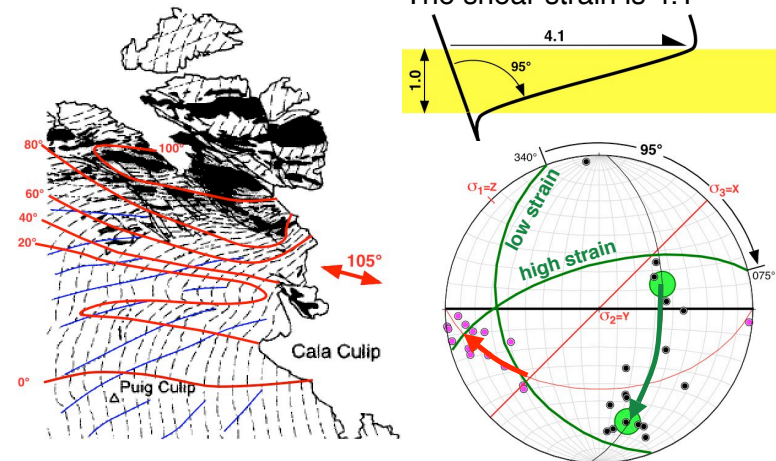 The shear strain is 4.1
4.1
1.0
95°
80°
100°
60°
40°
20°
105°
Cala Culip
0°
Puig Culip
340°
95°
σ1=Z
σ3=X
low strain
high strain
075°
σ2=Y